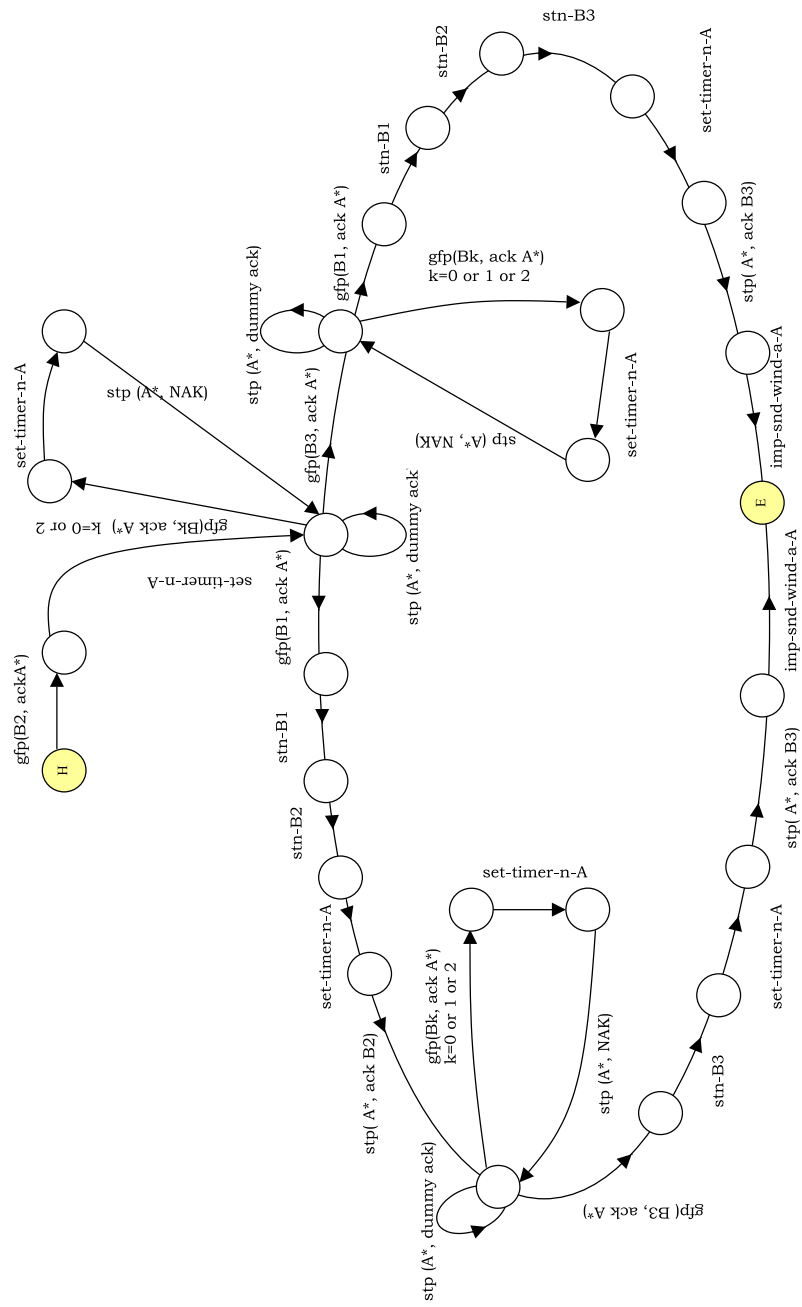 stn-B3
stn-B2
set-timer-n-A
stn-B1
gfp(B1, ack A*)
stp( A*, ack B3)
stp (A*, dummy ack)
gfp(Bk, ack A*)
k=0 or 1 or 2
set-timer-n-A
stp (A*, NAK)
gfp(B3, ack A*)
set-timer-n-A
imp-snd-wind-a-A
stp (A*, NAK)
E
gfp(Bk, ack A*) k=0 or 2
stp (A*, dummy ack
set-timer-n-A
gfp(B1, ack A*)
imp-snd-wind-a-A
gfp(B2, ackA*)
H
stn-B1
stn-B2
stp( A*, ack B3)
set-timer-n-A
set-timer-n-A
gfp(Bk, ack A*)
k=0 or 1 or 2
set-timer-n-A
stp( A*, ack B2)
stp (A*, NAK)
stn-B3
stp (A*, dummy ack)
gfp( B3, ack A*)